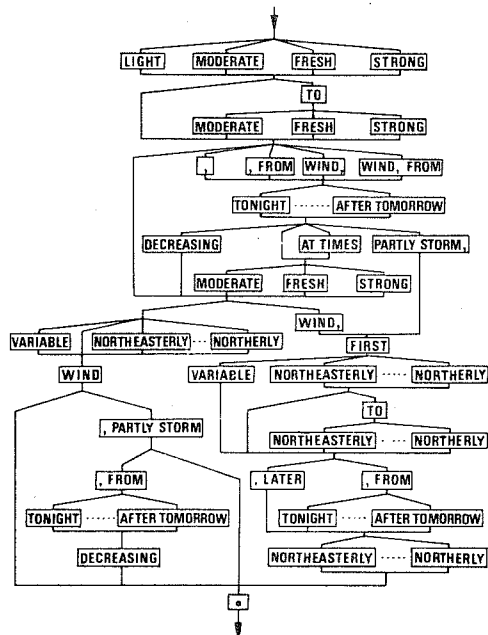 LIGHT MODERATE FRESH STRONG
TO
MODERATE FRESH STRONG
, , FROM WIND, WIND, FROM
TONIGHT ······ AFTER TOMORROW
DECREASING AT TIMES PARTLY STORM,
MODERATE FRESH STRONG
WIND,
VARIABLE NORTHEASTERLY ·· NORTHERLY
FIRST
WIND VARIABLE NORTHEASTERLY ····· NORTHERLY
TO
, PARTLY STORM NORTHEASTERLY ····· NORTHERLY
, FROM , LATER , FROM
TONIGHT ······ AFTER TOMORROW TONIGHT ····· AFTER TOMORROW
DECREASING NORTHEASTERLY ····· NORTHERLY
.